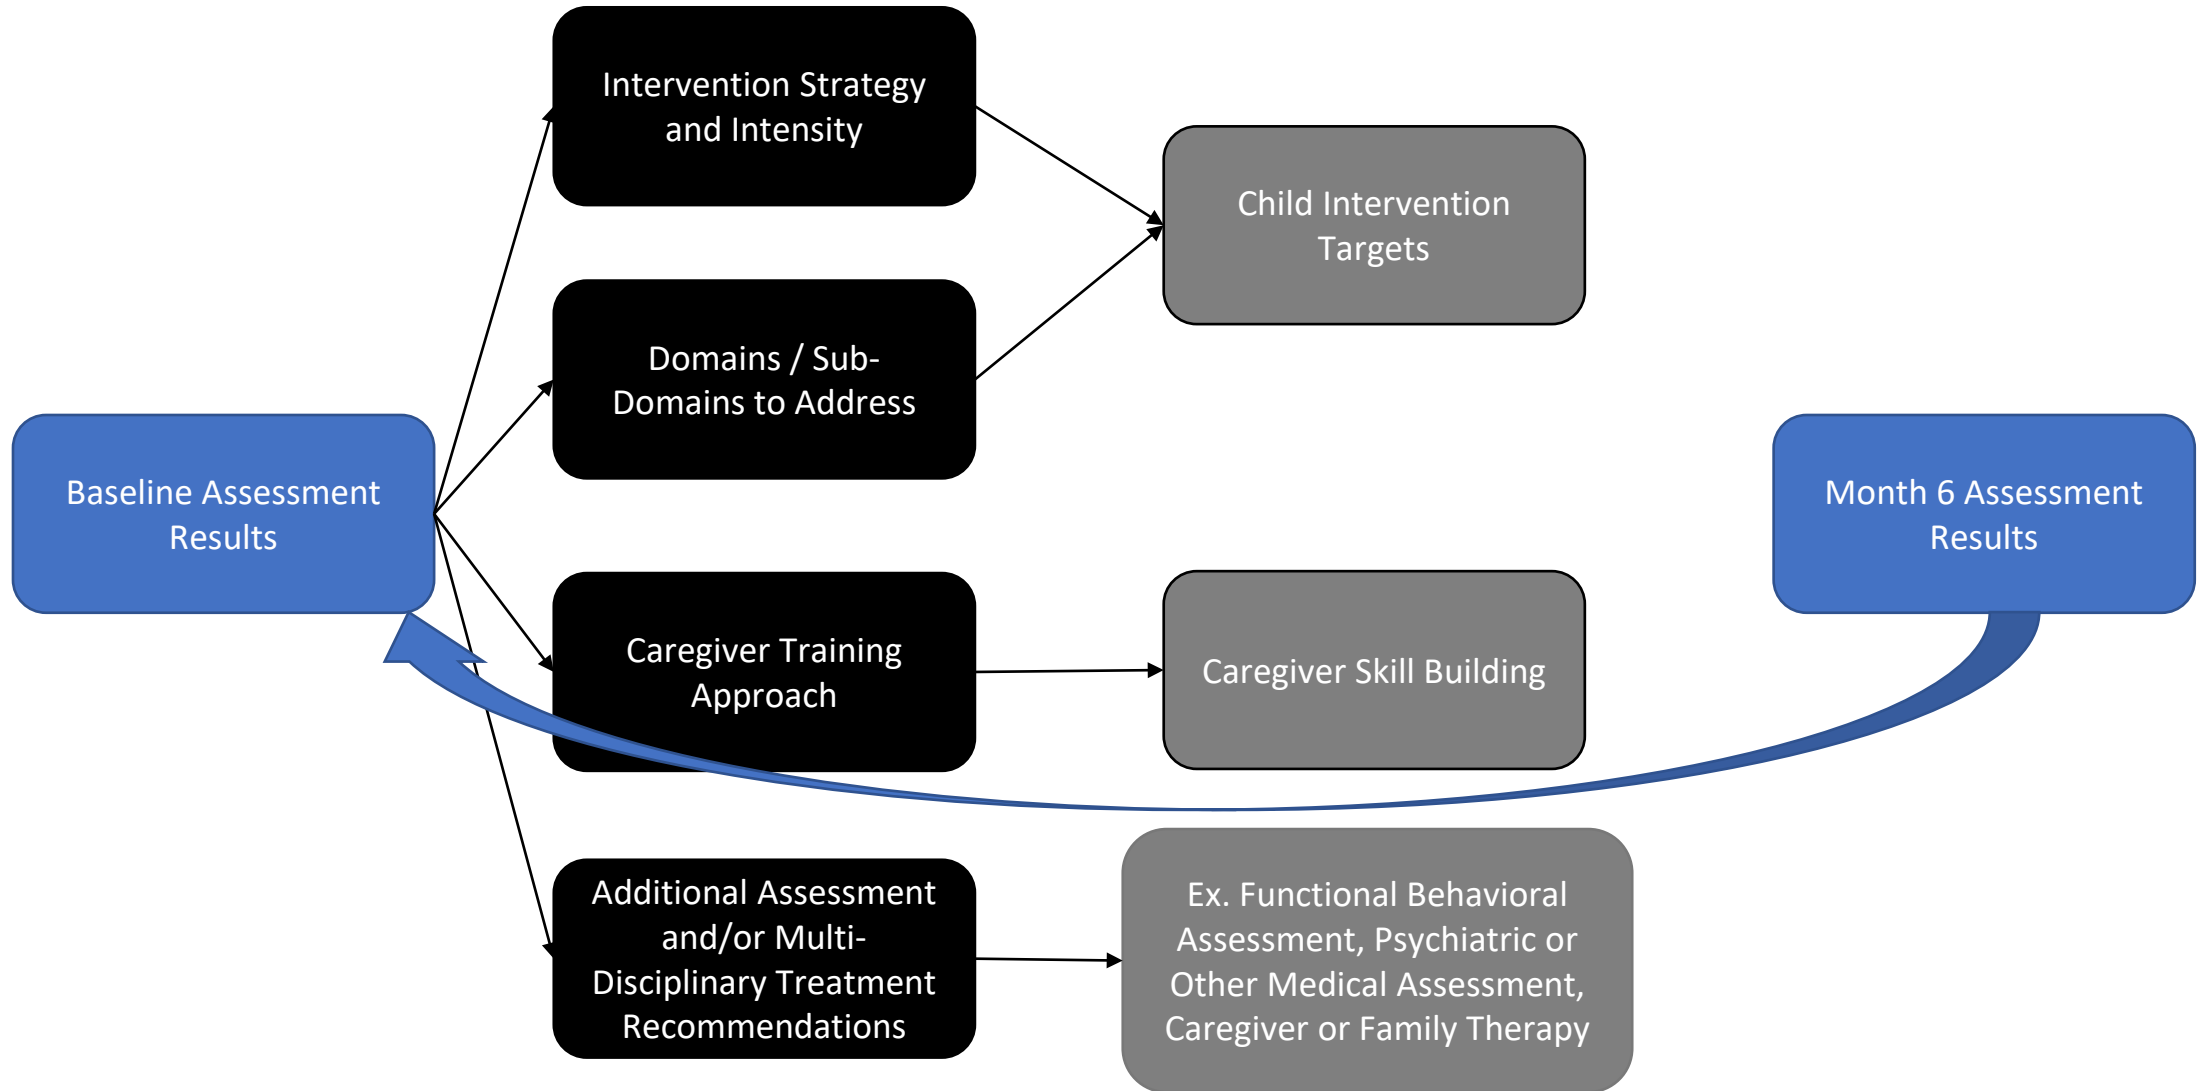 Intervention Strategy
and Intensity
Child Intervention
Targets
Domains / Sub-
Domains to Address
Baseline Assessment
Results
Month 6 Assessment
Results
Caregiver Training
Approach
Caregiver Skill Building
Additional Assessment
and/or Multi-
Disciplinary Treatment
Recommendations
Ex. Functional Behavioral
Assessment, Psychiatric or
Other Medical Assessment,
Caregiver or Family Therapy